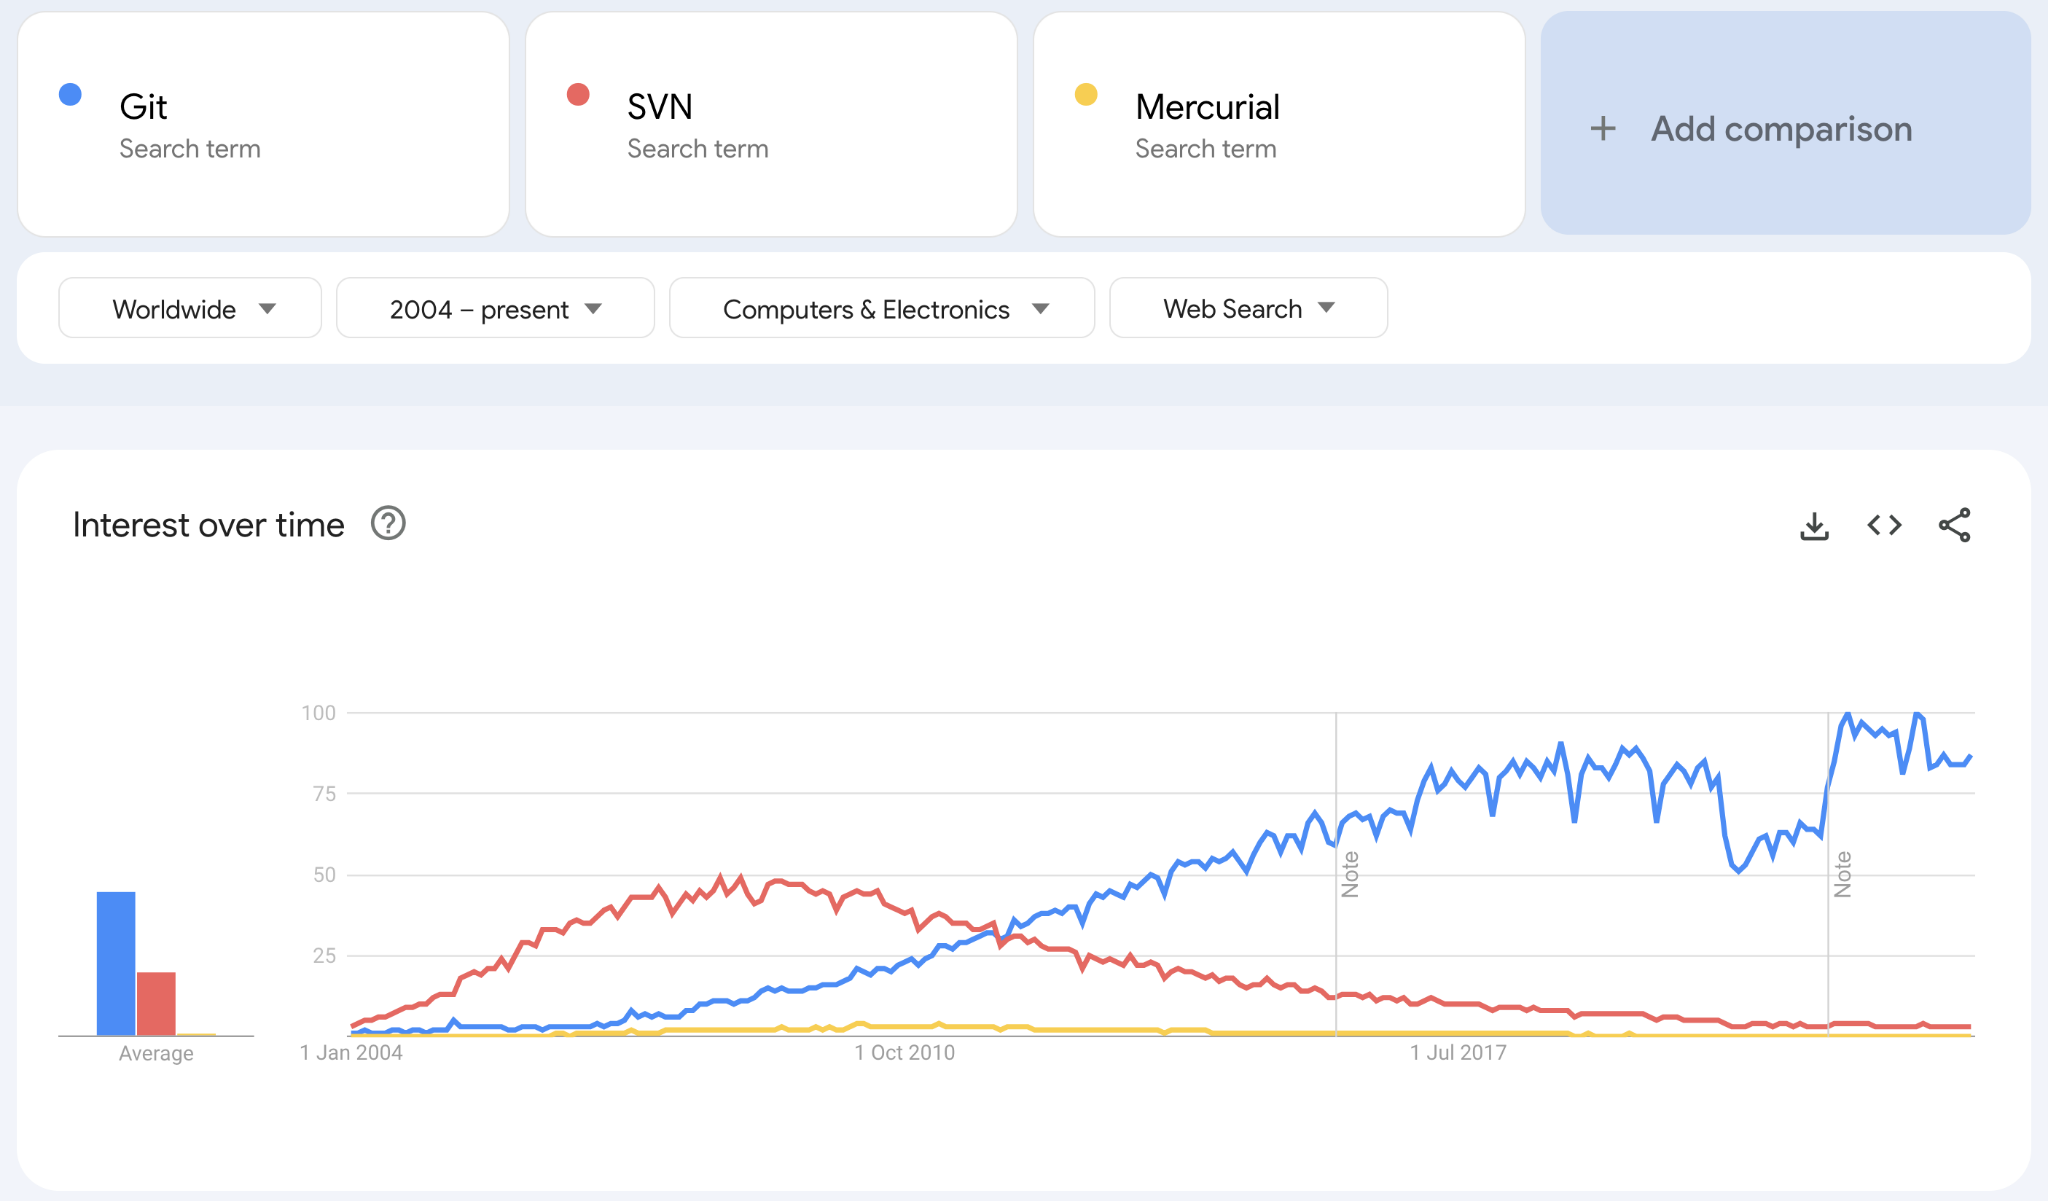 Git
Search term
SVN
Search term
Mercurial
Search term
+ Add comparison
Worldwide
2004 – present
Computers & Electronics
Web Search
Interest over time
?
100
75
50
25
Note
Note
Average
1 Jan 2004
1 Oct 2010
1 Jul 2017